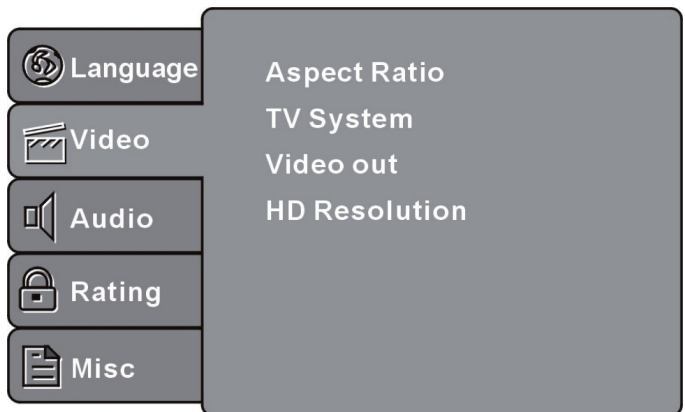 Language
Video
Audio
Rating
Misc
Aspect Ratio
TV System
Video out
HD Resolution